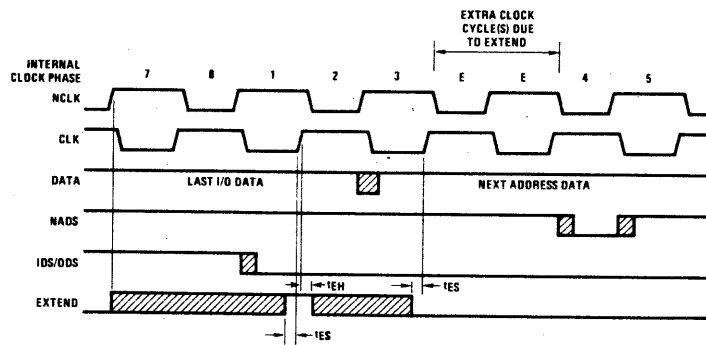 EXTRA CLOCK
CYCLE(S) DUE
TO EXTEND
INTERNAL
CLOCK PHASE
7 8 1 2 3 E E 4 5
NCLK
CLK
DATA
LAST I/O DATA
NEXT ADDRESS DATA
NADS
IDS/ODS
tEH
tES
EXTEND
tES